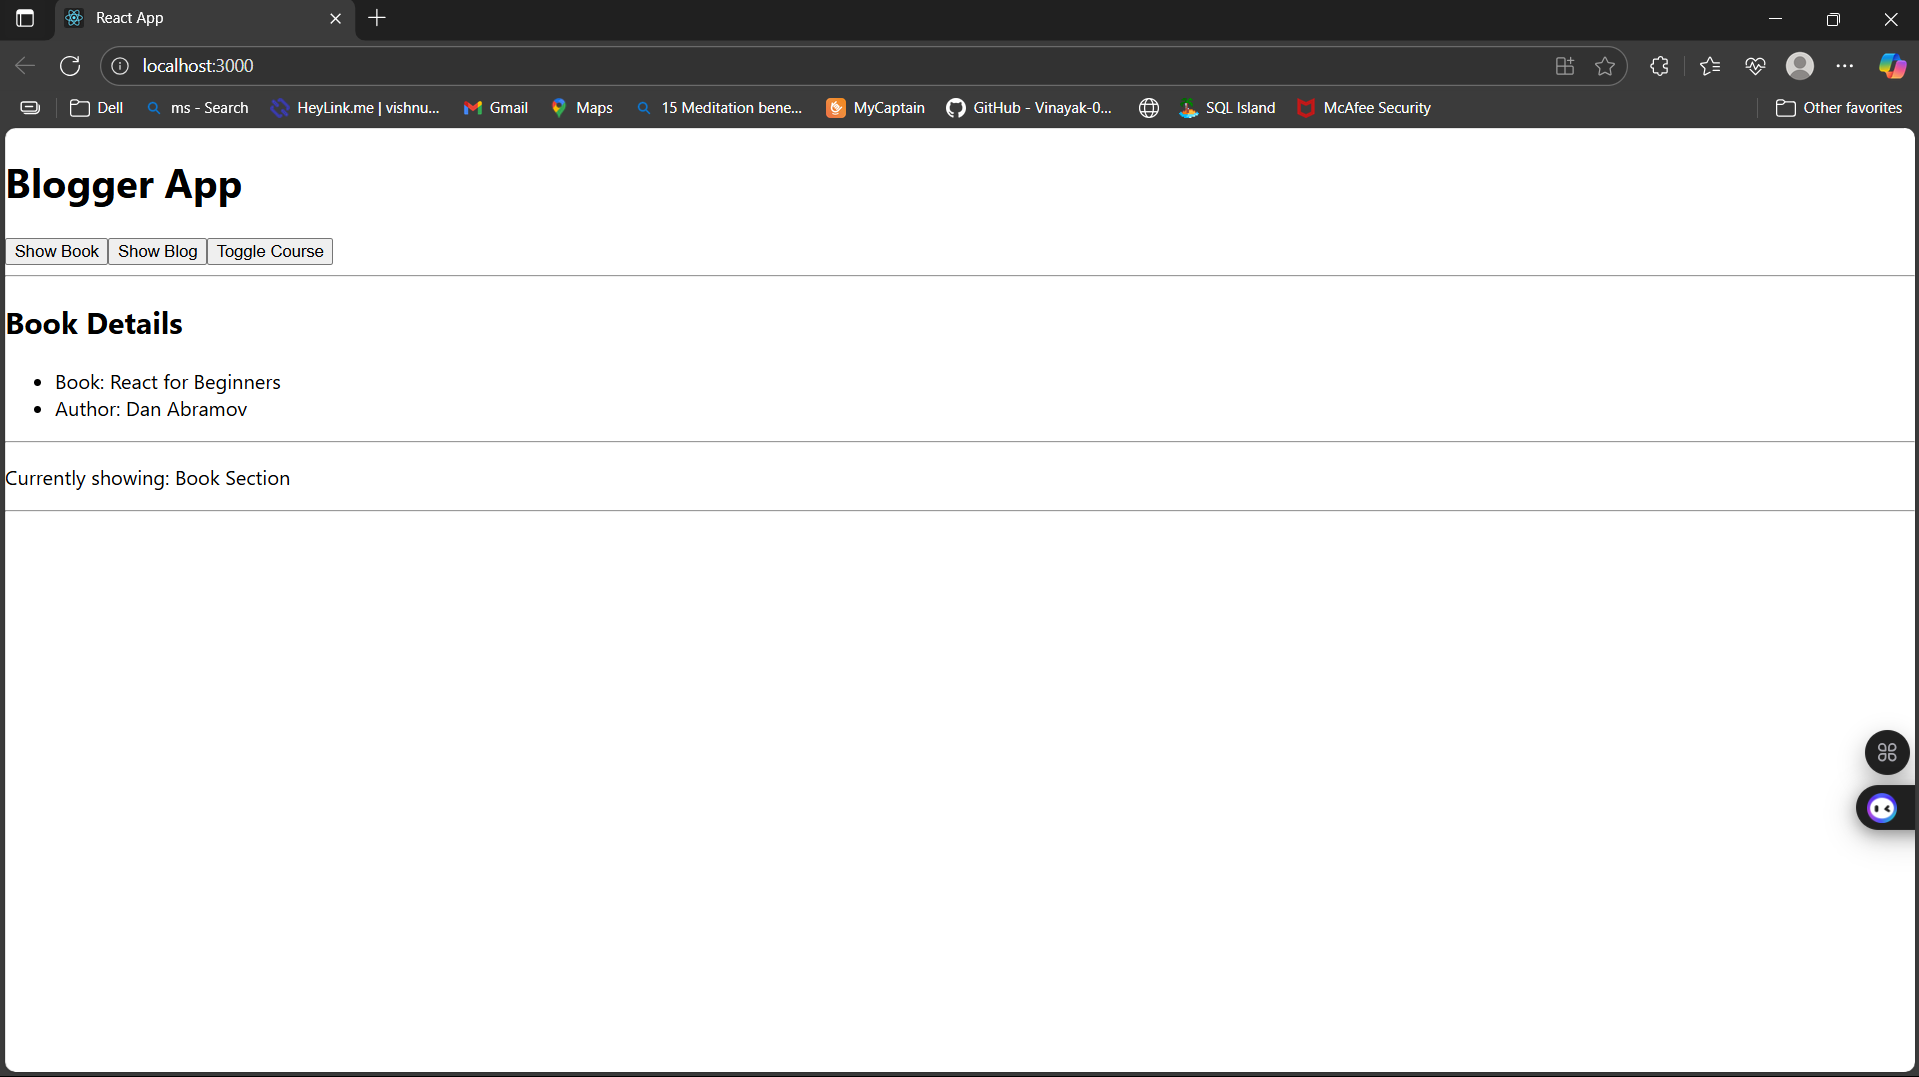 React App
localhost:3000
Dell
ms - Search
HeyLink.me | vishnu...
Gmail
Maps
15 Meditation bene...
MyCaptain
GitHub - Vinayak-0...
SQL Island
McAfee Security
Other favorites
Blogger App
Show Book Show Blog Toggle Course
Book Details
• Book: React for Beginners
• Author: Dan Abramov
Currently showing: Book Section